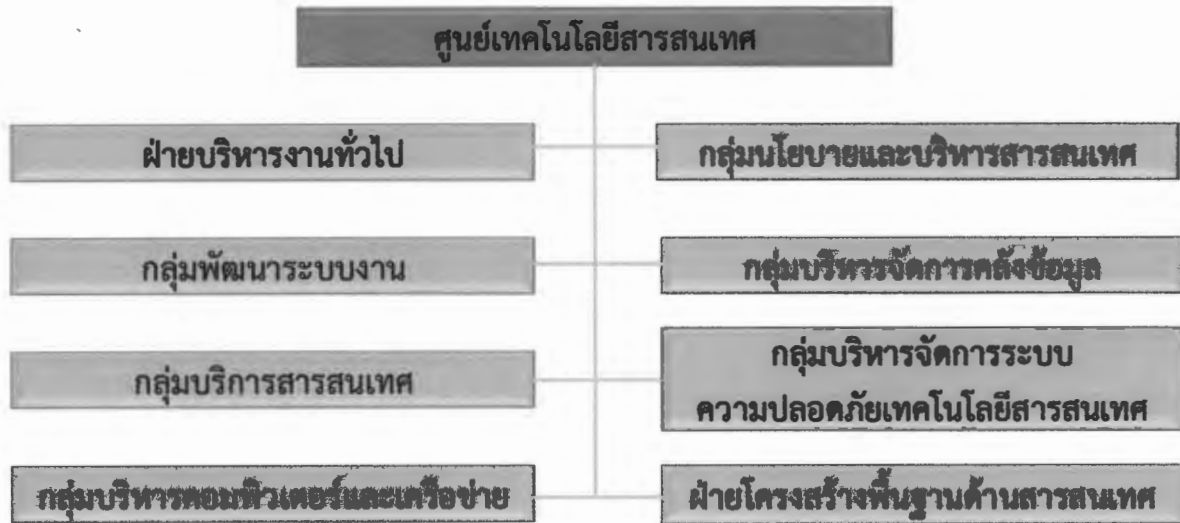 ศูนย์เทคโนโลยีสารสนเทศ
ฝ่ายบริหารงานทั่วไป
กลุ่มนโยบายและบริหารสารสนเทศ
กลุ่มพัฒนาระบบงาน
กลุ่มบริหารจัดการคลังข้อมูล
กลุ่มบริการสารสนเทศ
กลุ่มบริหารจัดการระบบ
ความปลอดภัยเทคโนโลยีสารสนเทศ
กลุ่มบริหารคอมพิวเตอร์และเครือข่าย
ฝ่ายโครงสร้างพื้นฐานด้านสารสนเทศ